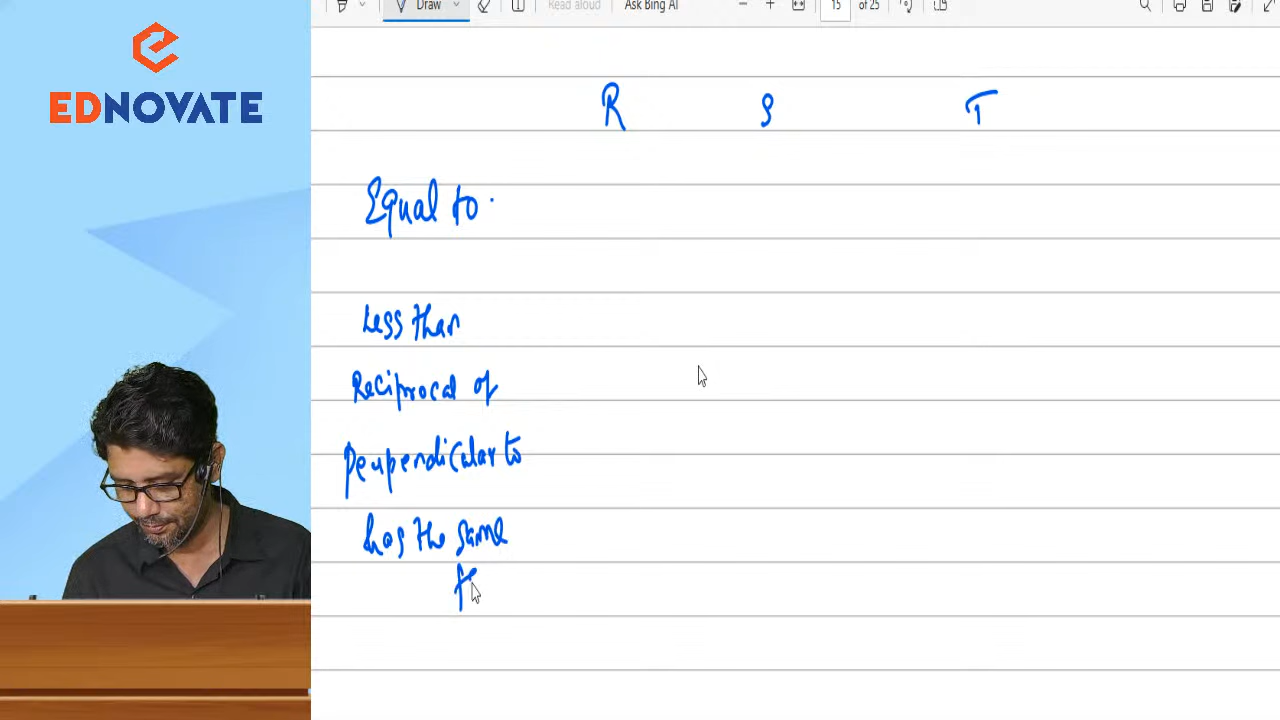 Draw
Read aloud
Ask Bing AI
15 of 25
EDNOVATE
R S T
Equal to
Less than
Reciprocal of
perpendicular to
has the same
f